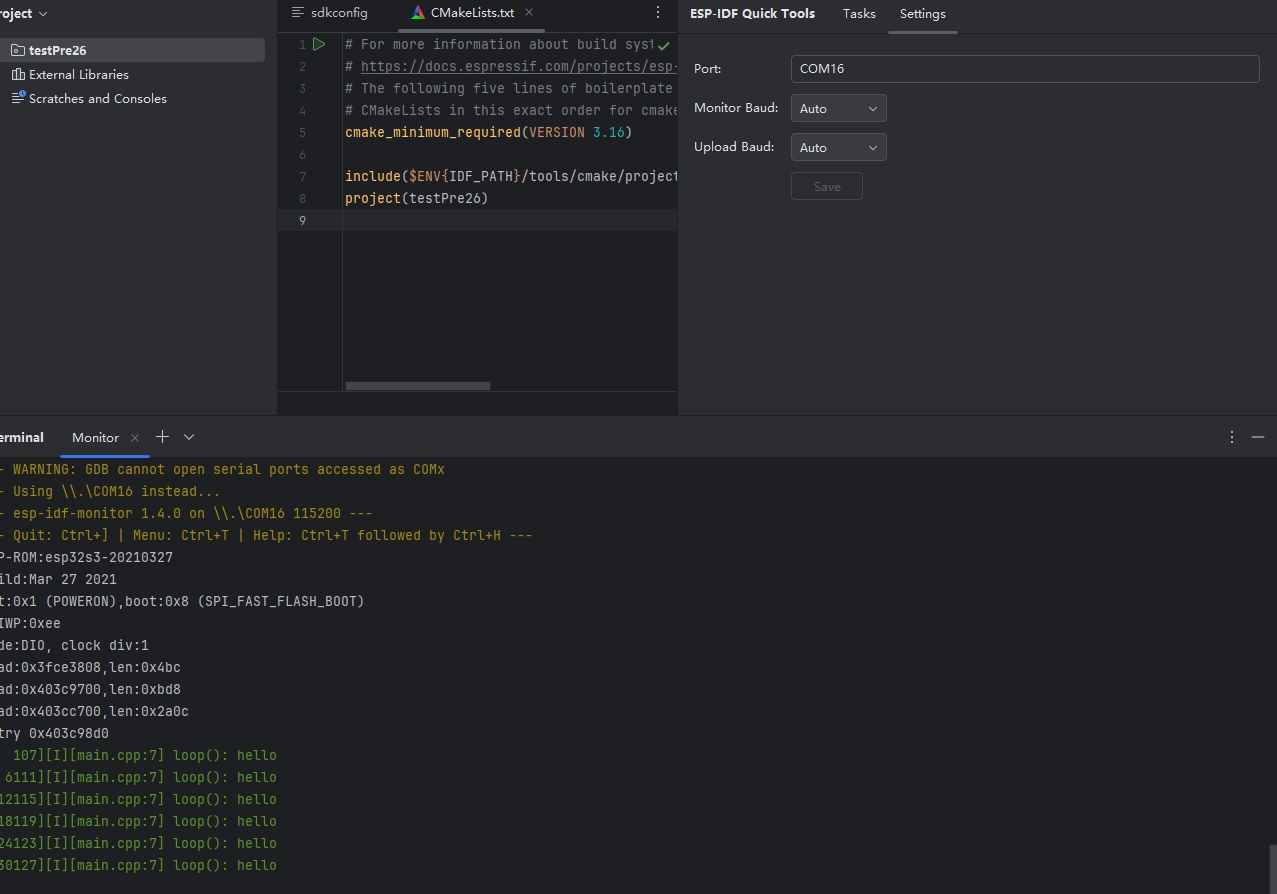 roject
testPre26
External Libraries
Scratches and Consoles
sdkconfig
CMakeLists.txt
1 # For more information about build syst
2 # https://docs.espressif.com/projects/esp-
3 # The following five lines of boilerplate
4 # CMakeLists in this exact order for cmake
5 cmake_minimum_required(VERSION 3.16)
6
7 include($ENV{IDF_PATH}/tools/cmake/project
8 project(testPre26)
9
ESP-IDF Quick Tools
Tasks
Settings
Port: COM16
Monitor Baud: Auto
Upload Baud: Auto
Save
erminal
Monitor
- WARNING: GDB cannot open serial ports accessed as COMx
- Using \\.\COM16 instead...
- esp-idf-monitor 1.4.0 on \\.\COM16 115200 ---
- Quit: Ctrl+] | Menu: Ctrl+T | Help: Ctrl+T followed by Ctrl+H ---
P-ROM:esp32s3-20210327
ild:Mar 27 2021
t:0x1 (POWERON),boot:0x8 (SPI_FAST_FLASH_BOOT)
IWP:0xee
de:DIO, clock div:1
ad:0x3fce3808,len:0x4bc
ad:0x403c9700,len:0xbd8
ad:0x403cc700,len:0x2a0c
try 0x403c98d0
107][I][main.cpp:7] loop(): hello
6111][I][main.cpp:7] loop(): hello
12115][I][main.cpp:7] loop(): hello
18119][I][main.cpp:7] loop(): hello
24123][I][main.cpp:7] loop(): hello
30127][I][main.cpp:7] loop(): hello